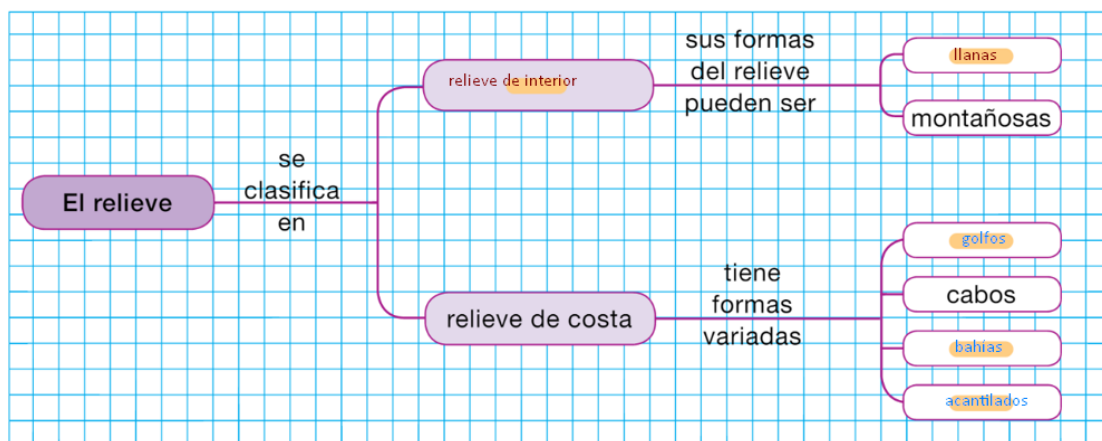 El relieve
se
clasifica
en
relieve de interior
sus formas
del relieve
pueden ser
llanas
montañosas
relieve de costa
tiene
formas
variadas
golfos
cabos
bahías
acantilados